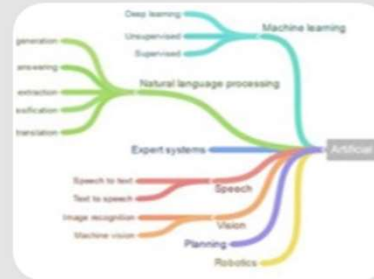 Deep learning
Machine learning
Unsupervised
Supervised
generation
answering
Natural language processing
extraction
ssification
translation
Expert systems
Artificial
Speech to text
Speech
Text to speech
Image recognition
Vision
Machine vision
Planning
Robotics